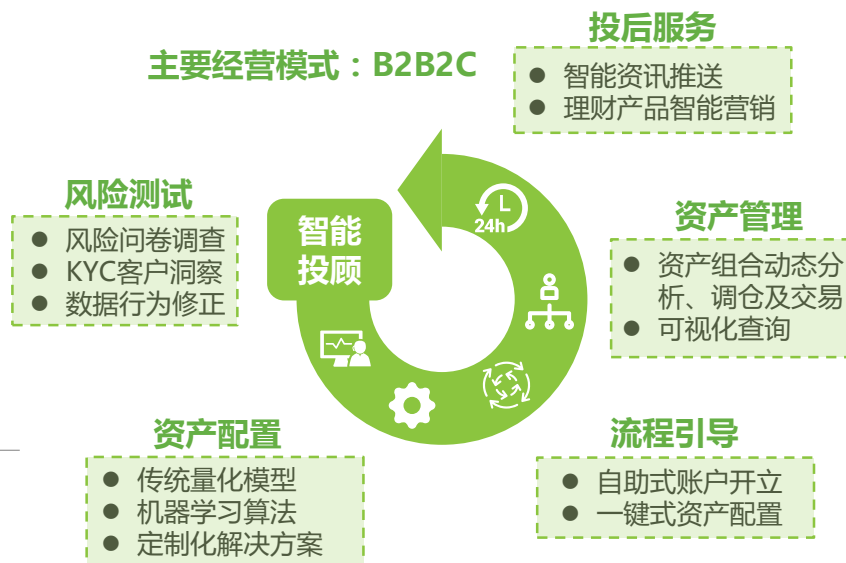 主要经营模式：B2B2C
投后服务
● 智能资讯推送
● 理财产品智能营销
风险测试
● 风险问卷调查
● KYC客户洞察
● 数据行为修正
智能
投顾
24h
资产管理
● 资产组合动态分
析、调仓及交易
● 可视化查询
资产配置
● 传统量化模型
● 机器学习算法
● 定制化解决方案
流程引导
● 自助式账户开立
● 一键式资产配置